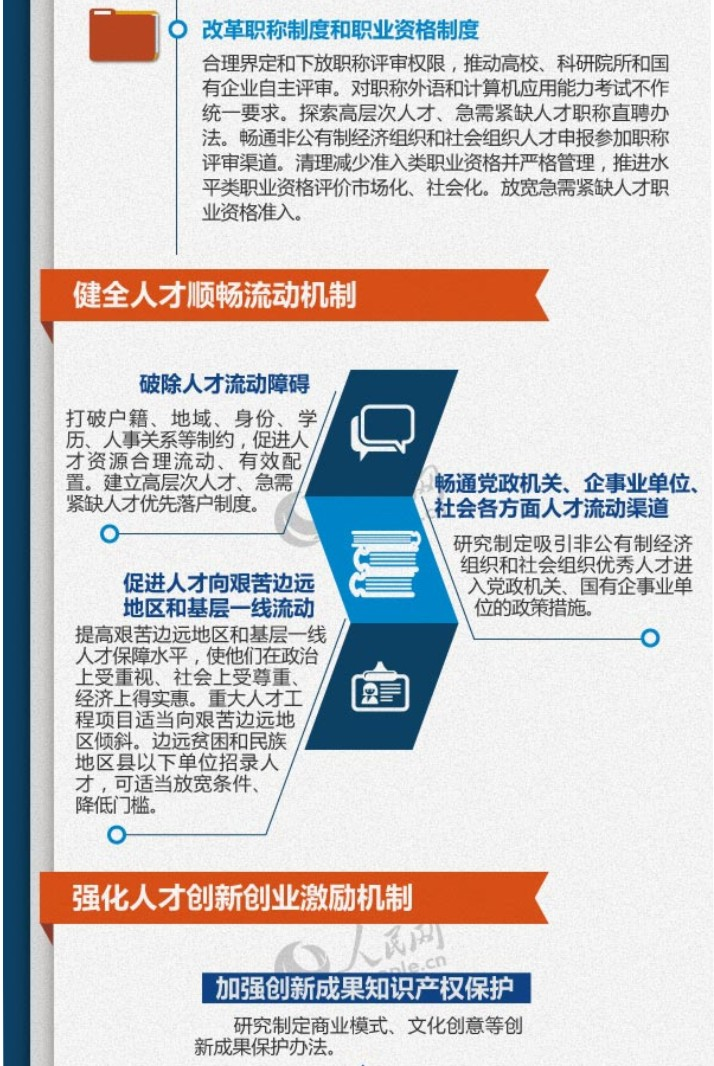 改革职称制度和职业资格制度
合理界定和下放职称评审权限，推动高校、科研院所和国
有企业自主评审。对职称外语和计算机应用能力考试不作
统一要求。探索高层次人才、急需紧缺人才职称直聘办
法。畅通非公有制经济组织和社会组织人才申报参加职称
评审渠道。清理减少准入类职业资格并严格管理，推进水
平类职业资格评价市场化、社会化。放宽急需紧缺人才职
业资格准入。
健全人才顺畅流动机制
破除人才流动障碍
打破户籍、地域、身份、学
历、人事关系等制约，促进人
才资源合理流动、有效配
置。建立高层次人才、急需
紧缺人才优先落户制度。
畅通党政机关、企事业单位、
社会各方面人才流动渠道
研究制定吸引非公有制经济
组织和社会组织优秀人才进
入党政机关、国有企事业单
位的政策措施。
促进人才向艰苦边远
地区和基层一线流动
提高艰苦边远地区和基层一线
人才保障水平，使他们在政治
上受重视、社会上受尊重、
经济上得实惠。重大人才工
程项目适当向艰苦边远地
区倾斜。边远贫困和民族
地区县以下单位招录人
才，可适当放宽条件、
降低门槛。
强化人才创新创业激励机制
人民网
加强创新成果知识产权保护
研究制定商业模式、文化创意等创
新成果保护办法。